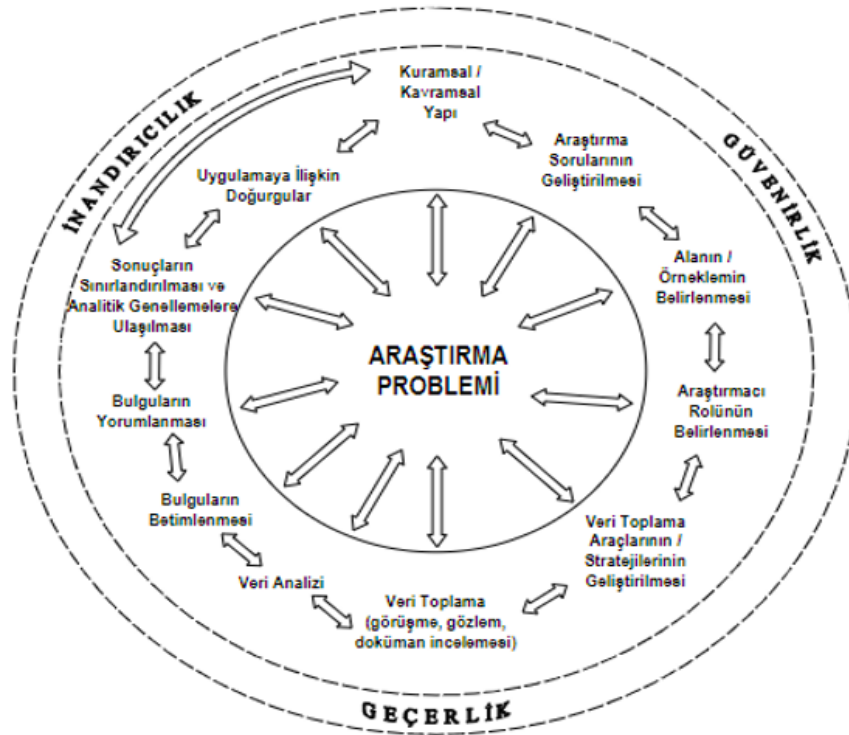 Kuramsal /
Kavramsal
Yapı
Araştırma
Sorularının
Geliştirilmesi
Alanın /
Örneklemin
Belirlenmesi
Araştırmacı
Rolünün
Belirlenmesi
Veri Toplama
Araçlarının /
Stratejilerinin
Geliştirilmesi
Veri Toplama
(görüşme, gözlem,
doküman incelemesi)
Veri Analizi
Bulguların
Betimlenmesi
Bulguların
Yorumlanması
Sonuçların
Sınırlandırılması ve
Analitik Genellemelere
Ulaşılması
Uygulamaya İlişkin
Doğurgular
ARAŞTIRMA
PROBLEMİ
İNANDIRICILIK
GÜVENİRLİK
GEÇERLİK